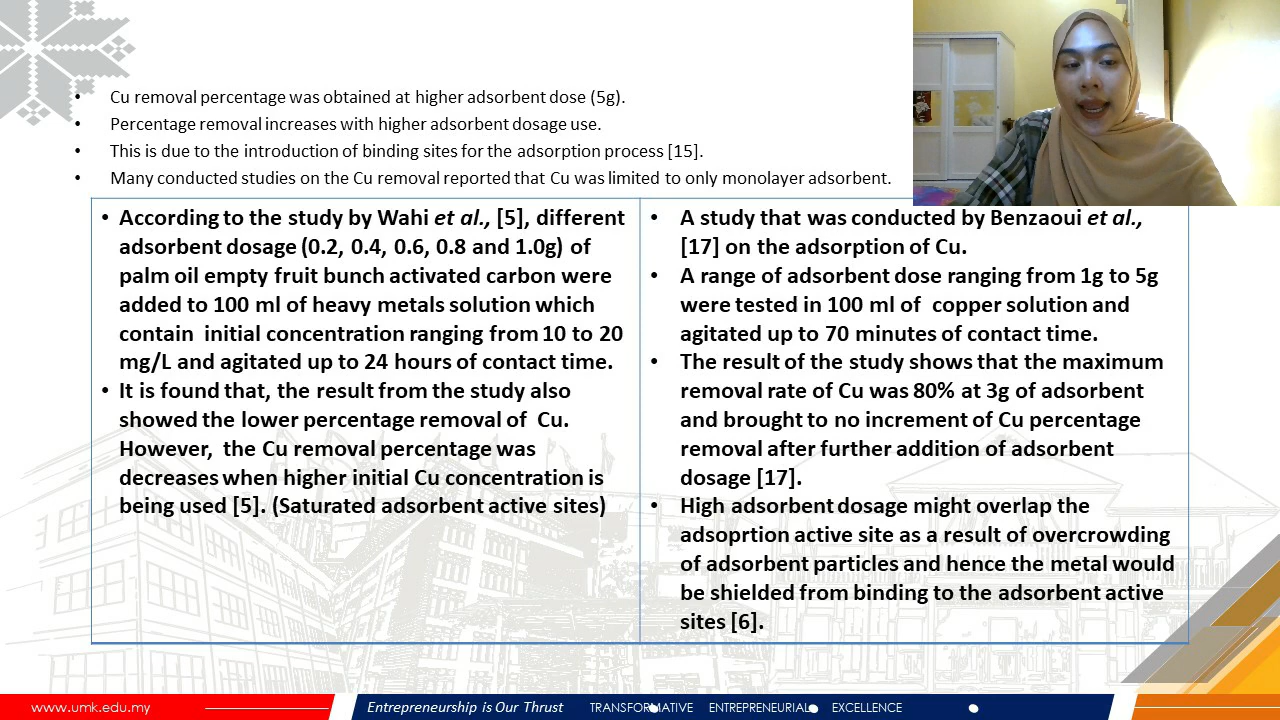 • Cu removal percentage was obtained at higher adsorbent dose (5g).
• Percentage removal increases with higher adsorbent dosage use.
• This is due to the introduction of binding sites for the adsorption process [15].
• Many conducted studies on the Cu removal reported that Cu was limited to only monolayer adsorbent.
• According to the study by Wahi et al., [5], different
adsorbent dosage (0.2, 0.4, 0.6, 0.8 and 1.0g) of
palm oil empty fruit bunch activated carbon were
added to 100 ml of heavy metals solution which
contain initial concentration ranging from 10 to 20
mg/L and agitated up to 24 hours of contact time.
• It is found that, the result from the study also
showed the lower percentage removal of Cu.
However, the Cu removal percentage was
decreases when higher initial Cu concentration is
being used [5]. (Saturated adsorbent active sites)
• A study that was conducted by Benzaoui et al.,
[17] on the adsorption of Cu.
• A range of adsorbent dose ranging from 1g to 5g
were tested in 100 ml of copper solution and
agitated up to 70 minutes of contact time.
• The result of the study shows that the maximum
removal rate of Cu was 80% at 3g of adsorbent
and brought to no increment of Cu percentage
removal after further addition of adsorbent
dosage [17].
• High adsorbent dosage might overlap the
adsoprtion active site as a result of overcrowding
of adsorbent particles and hence the metal would
be shielded from binding to the adsorbent active
sites [6].
www.umk.edu.my
Entrepreneurship is Our Thrust
TRANSFORMATIVE ENTREPRENEURIAL EXCELLENCE